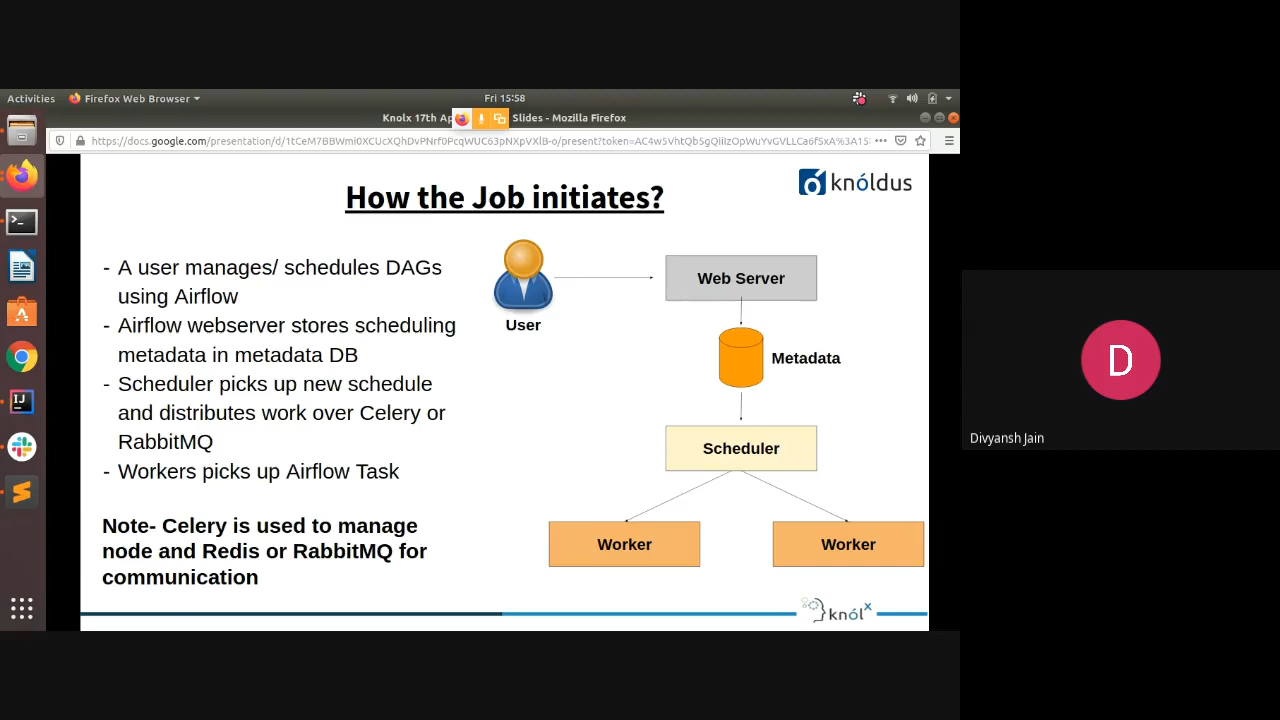 Activities
Firefox Web Browser
Fri 15:58
Knolx 17th Ap
Slides - Mozilla Firefox
How the Job initiates?
knóldus
- A user manages/ schedules DAGs
using Airflow
- Airflow webserver stores scheduling
metadata in metadata DB
- Scheduler picks up new schedule
and distributes work over Celery or
RabbitMQ
- Workers picks up Airflow Task
Note- Celery is used to manage
node and Redis or RabbitMQ for
communication
User
Web Server
Metadata
Scheduler
Worker
Worker
knólx
D
Divyansh Jain